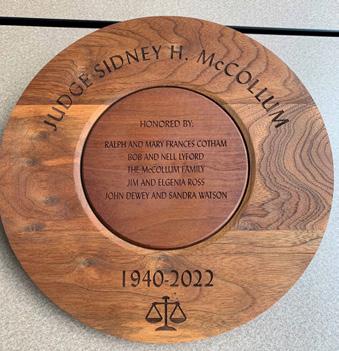 JUDGE SIDNEY H. McCOLLUM
HONORED BY:
RALPH AND MARY FRANCES COTHAM
BOB AND NELL LYFORD
THE McCOLLUM FAMILY
JIM AND ELGENIA ROSS
JOHN DEWEY AND SANDRA WATSON
1940-2022